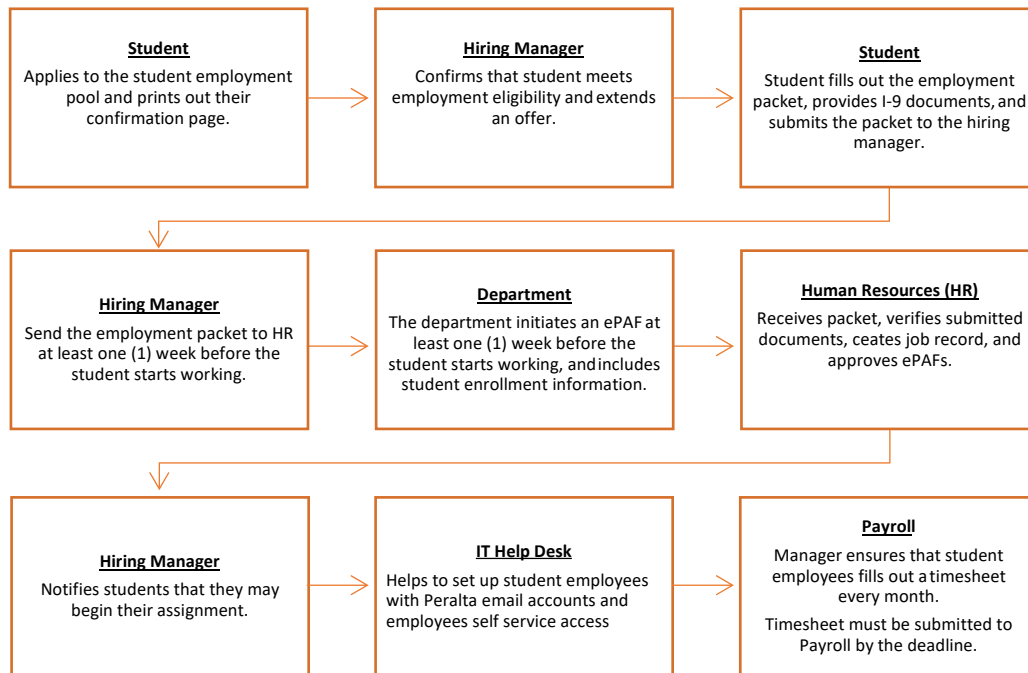 Student
Applies to the student employment
pool and prints out their
confirmation page.
Hiring Manager
Confirms that student meets
employment eligibility and extends
an offer.
Student
Student fills out the employment
packet, provides I-9 documents, and
submits the packet to the hiring
manager.
Hiring Manager
Send the employment packet to HR
at least one (1) week before the
student starts working.
Department
The department initiates an ePAF at
least one (1) week before the
student starts working, and includes
student enrollment information.
Human Resources (HR)
Receives packet, verifies submitted
documents, ceates job record, and
approves ePAFs.
Hiring Manager
Notifies students that they may
begin their assignment.
IT Help Desk
Helps to set up student employees
with Peralta email accounts and
employees self service access
Payroll
Manager ensures that student
employees fills out a timesheet
every month.
Timesheet must be submitted to
Payroll by the deadline.